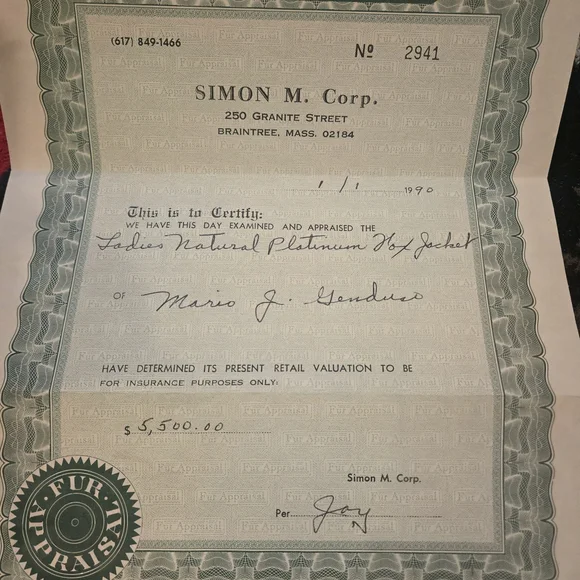 (617) 849-1466
Nº 2941
SIMON M. Corp.
250 GRANITE STREET
BRAINTREE, MASS. 02184
1 / 1 1990
This is to Certify:
WE HAVE THIS DAY EXAMINED AND APPRAISED THE
Ladies Natural Platinum Fox Jacket
OF Mario J. Genduso
HAVE DETERMINED ITS PRESENT RETAIL VALUATION TO BE
FOR INSURANCE PURPOSES ONLY:
$ 5,500.00
Simon M. Corp.
Per Joy
FUR APPRAISAL